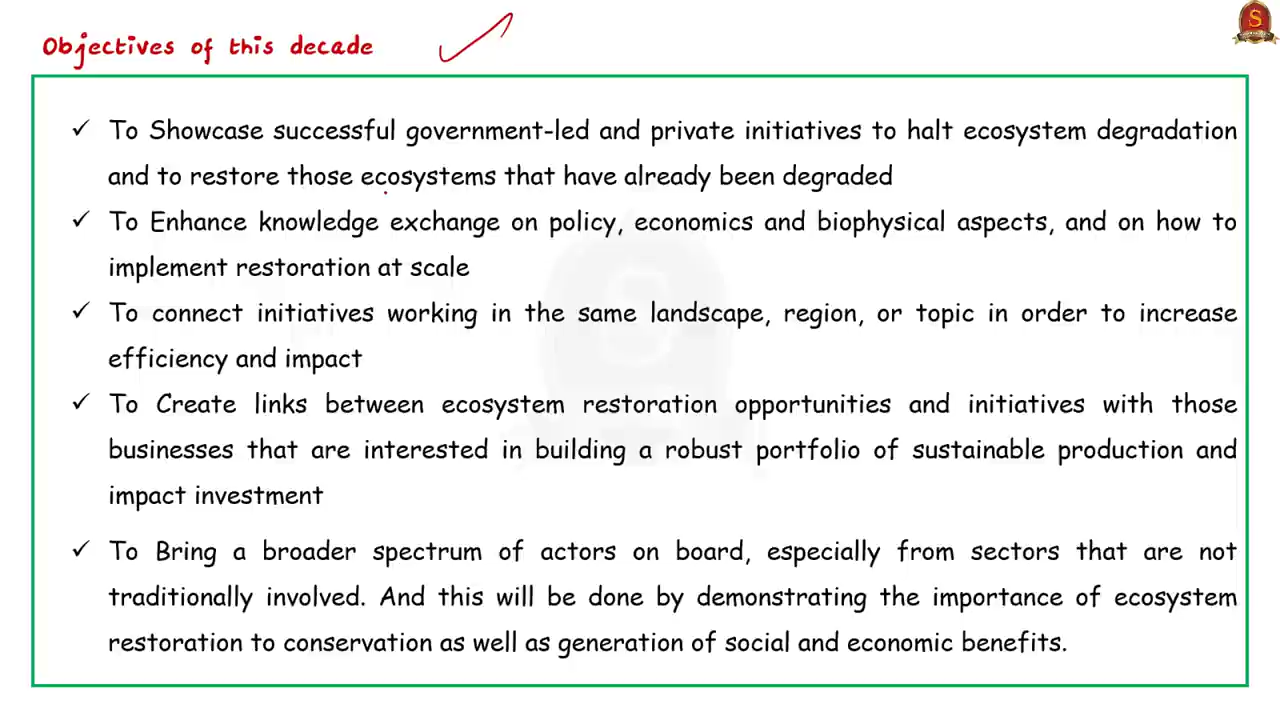 Objectives of this decade
S
✓ To Showcase successful government-led and private initiatives to halt ecosystem degradation
and to restore those ecosystems that have already been degraded
✓ To Enhance knowledge exchange on policy, economics and biophysical aspects, and on how to
implement restoration at scale
✓ To connect initiatives working in the same landscape, region, or topic in order to increase
efficiency and impact
✓ To Create links between ecosystem restoration opportunities and initiatives with those
businesses that are interested in building a robust portfolio of sustainable production and
impact investment
✓ To Bring a broader spectrum of actors on board, especially from sectors that are not
traditionally involved. And this will be done by demonstrating the importance of ecosystem
restoration to conservation as well as generation of social and economic benefits.